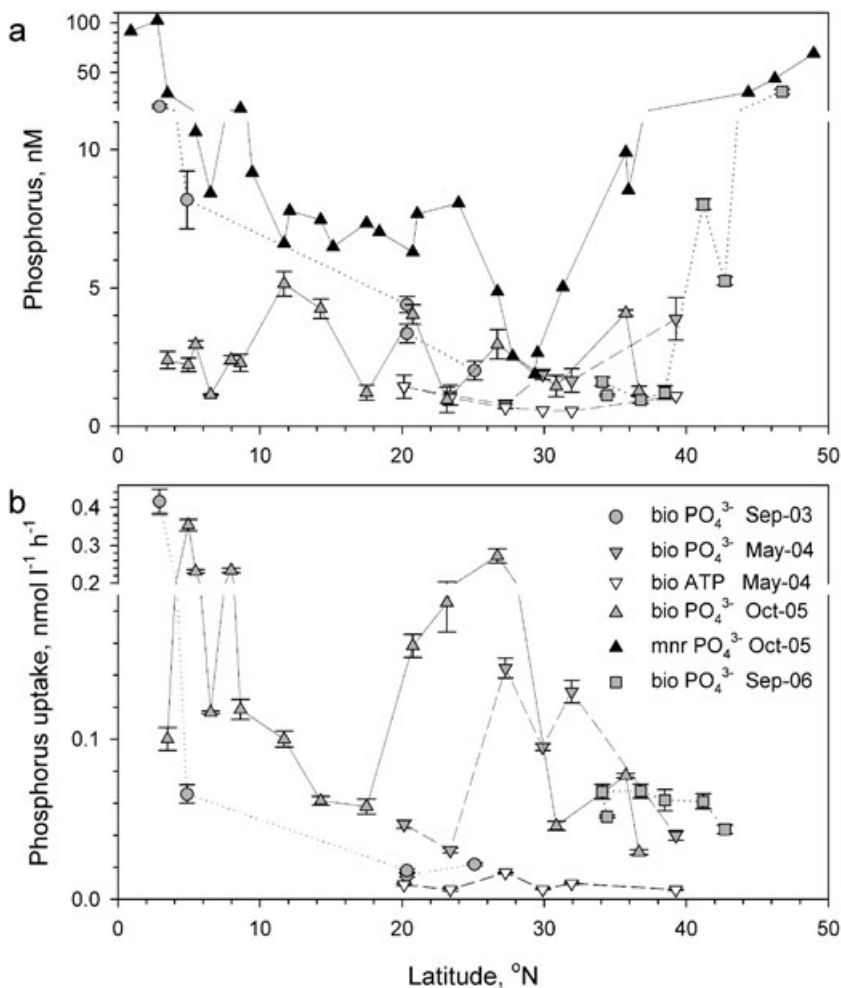 a
100
50
10
5
0
Phosphorus, nM
0 10 20 30 40 50
b
0.4
0.3
0.2
0.1
0.0
Phosphorus uptake, nmol l⁻¹ h⁻¹
bio PO₄³⁻ Sep-03
bio PO₄³⁻ May-04
bio ATP May-04
bio PO₄³⁻ Oct-05
mnr PO₄³⁻ Oct-05
bio PO₄³⁻ Sep-06
0 10 20 30 40 50
Latitude, °N